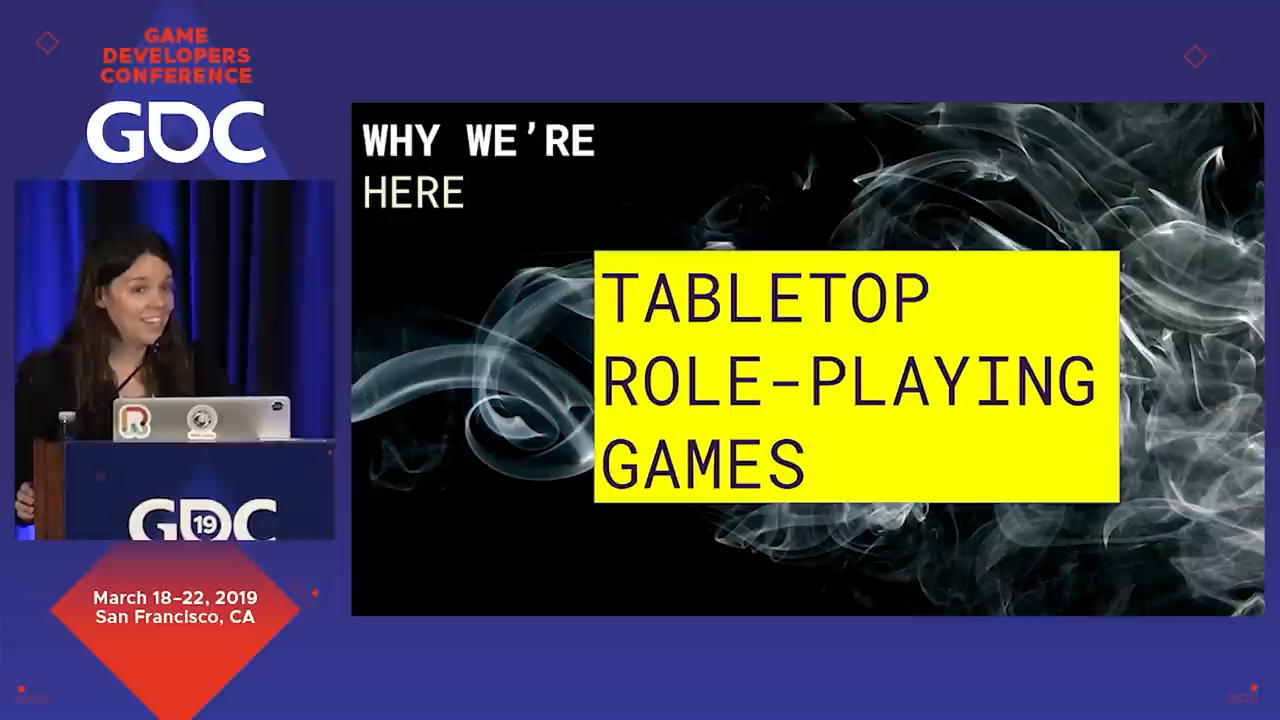 GAME
DEVELOPERS
CONFERENCE
GDC
WHY WE’RE
HERE
TABLETOP
ROLE-PLAYING
GAMES
R
GDC
19
March 18–22, 2019
San Francisco, CA